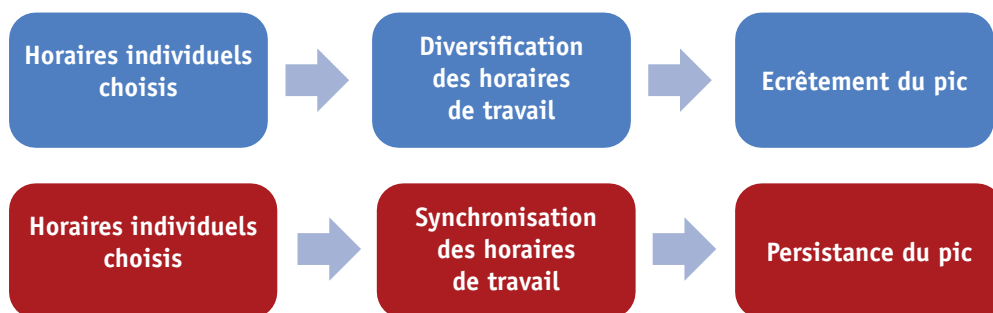 Horaires individuels
choisis
Diversification
des horaires
de travail
Ecrêtement du pic
Horaires individuels
choisis
Synchronisation
des horaires
de travail
Persistance du pic